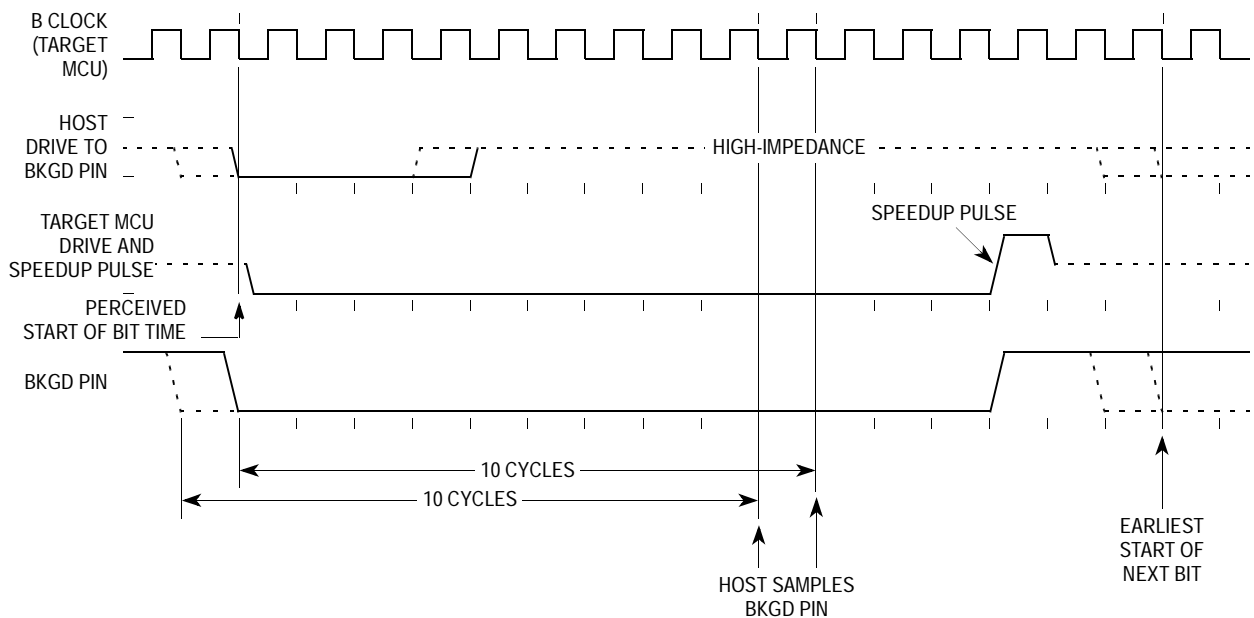 B CLOCK
(TARGET
MCU)
HOST
DRIVE TO
BKGD PIN
HIGH-IMPEDANCE
TARGET MCU
DRIVE AND
SPEEDUP PULSE
SPEEDUP PULSE
PERCEIVED
START OF BIT TIME
BKGD PIN
10 CYCLES
10 CYCLES
HOST SAMPLES
BKGD PIN
EARLIEST
START OF
NEXT BIT